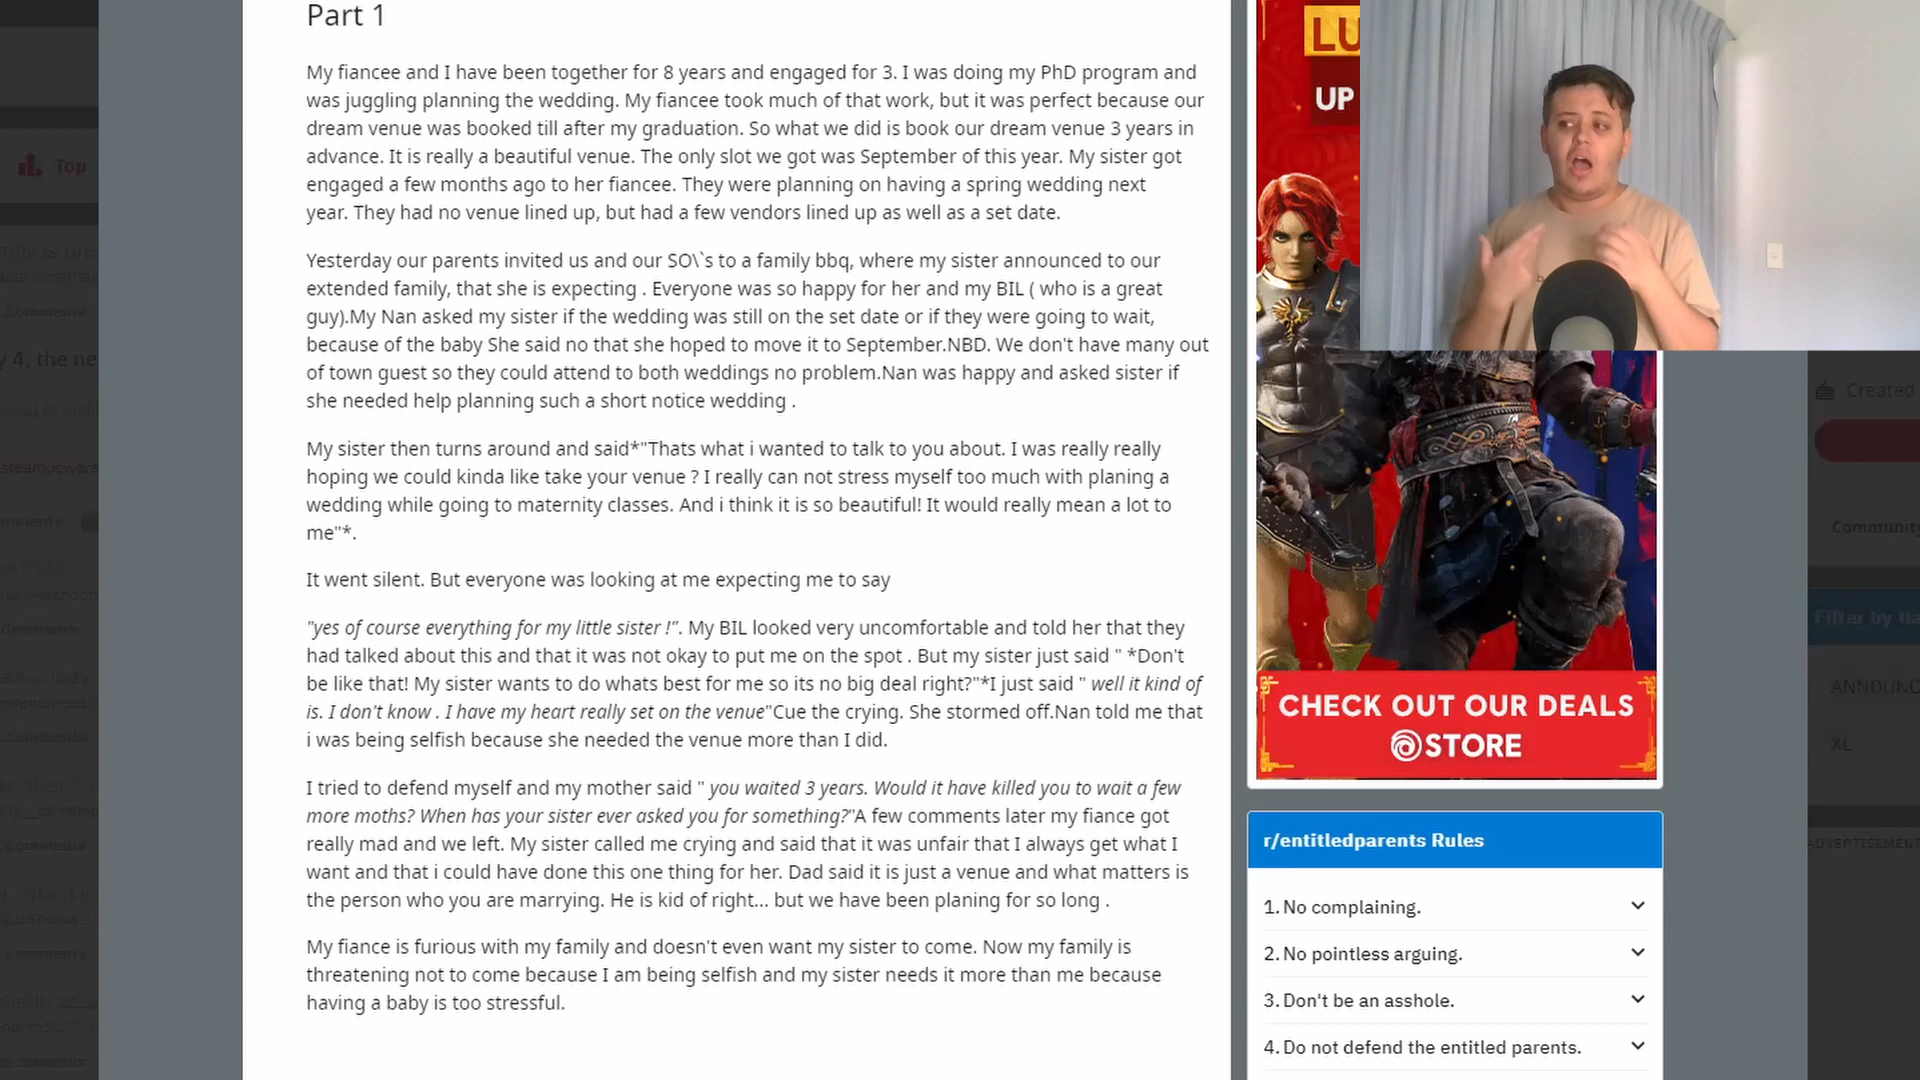 Part 1
LU
My fiancee and I have been together for 8 years and engaged for 3. I was doing my PhD program and
was juggling planning the wedding. My fiancee took much of that work, but it was perfect because our
UP
dream venue was booked till after my graduation. So what we did is book our dream venue 3 years in
advance. It is really a beautiful venue. The only slot we got was September of this year. My sister got
Top
engaged a few months ago to her fiancee. They were planning on having a spring wedding next
year. They had no venue lined up, but had a few vendors lined up as well as a set date.
Yesterday our parents invited us and our SO\`s to a family bbq, where my sister announced to our
extended family, that she is expecting . Everyone was so happy for her and my BIL ( who is a great
guy).My Nan asked my sister if the wedding was still on the set date or if they were going to wait,
because of the baby She said no that she hoped to move it to September.NBD. We don't have many out
y 4, the ne
of town guest so they could attend to both weddings no problem.Nan was happy and asked sister if
she needed help planning such a short notice wedding .
Created
My sister then turns around and said*"Thats what i wanted to talk to you about. I was really really
hoping we could kinda like take your venue ? I really can not stress myself too much with planing a
wedding while going to maternity classes. And i think it is so beautiful! It would really mean a lot to
me"*.
Community
It went silent. But everyone was looking at me expecting me to say
"yes of course everything for my little sister !". My BIL looked very uncomfortable and told her that they
Filter by fla
had talked about this and that it was not okay to put me on the spot . But my sister just said " *Don't
be like that! My sister wants to do whats best for me so its no big deal right?"*I just said " well it kind of
ANNOUNC
is. I don't know . I have my heart really set on the venue"Cue the crying. She stormed off.Nan told me that
i was being selfish because she needed the venue more than I did.
CHECK OUT OUR DEALS
STORE
XL
I tried to defend myself and my mother said " you waited 3 years. Would it have killed you to wait a few
more moths? When has your sister ever asked you for something?"A few comments later my fiance got
really mad and we left. My sister called me crying and said that it was unfair that I always get what I
want and that i could have done this one thing for her. Dad said it is just a venue and what matters is
the person who you are marrying. He is kid of right... but we have been planing for so long .
My fiance is furious with my family and doesn't even want my sister to come. Now my family is
threatening not to come because I am being selfish and my sister needs it more than me because
having a baby is too stressful.
r/entitledparents Rules
ADVERTISEMENT
1. No complaining.
2. No pointless arguing.
3. Don't be an asshole.
4. Do not defend the entitled parents.